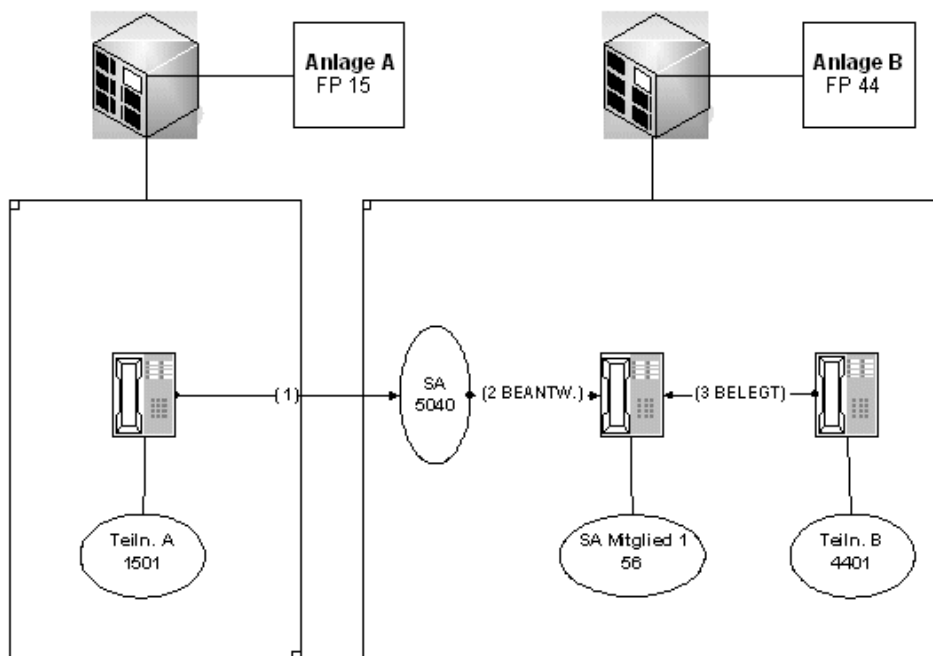 Anlage A
FP 15
Anlage B
FP 44
(1)
SA
5040
(2 BEANTW.)
(3 BELEGT)
Teiln. A
1501
SA Mitglied 1
56
Teiln. B
4401